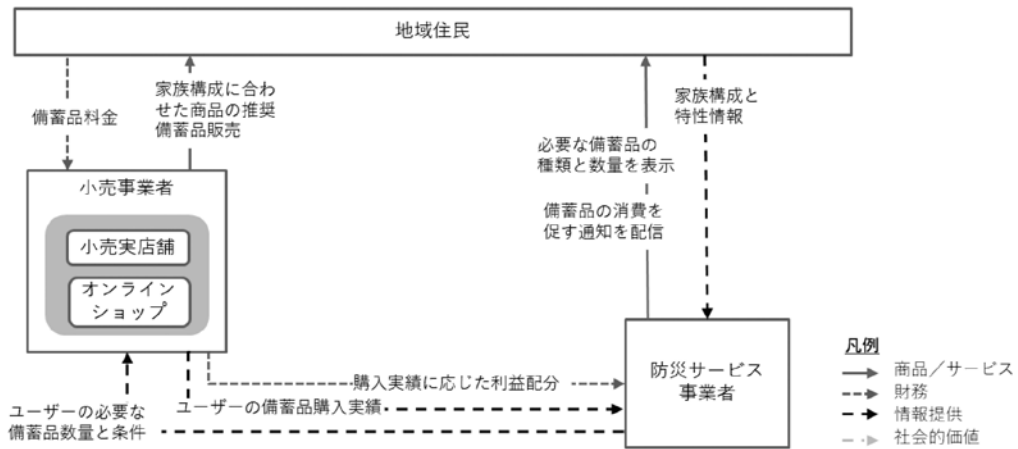 地域住民
備蓄品料金
家族構成に合わ
せた商品の推奨
備蓄品販売
必要な備蓄品の
種類と数量を表示
備蓄品の消費を
促す通知を配信
家族構成と
特性情報
小売事業者
小売実店舗
オンライン
ショップ
防災サービス
事業者
購入実績に応じた利益配分
ユーザーの備蓄品購入実績
ユーザーの必要な
備蓄品数量と条件
凡例
商品／サービス
財務
情報提供
社会的価値